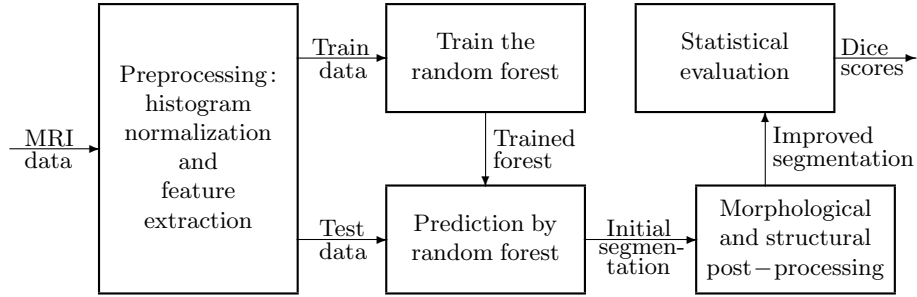 MRI
data
Preprocessing:
histogram
normalization
and
feature
extraction
Train
data
Train the
random forest
Trained
forest
Test
data
Prediction by
random forest
Initial
segmen-
tation
Morphological
and structural
post-processing
Improved
segmentation
Statistical
evaluation
Dice
scores